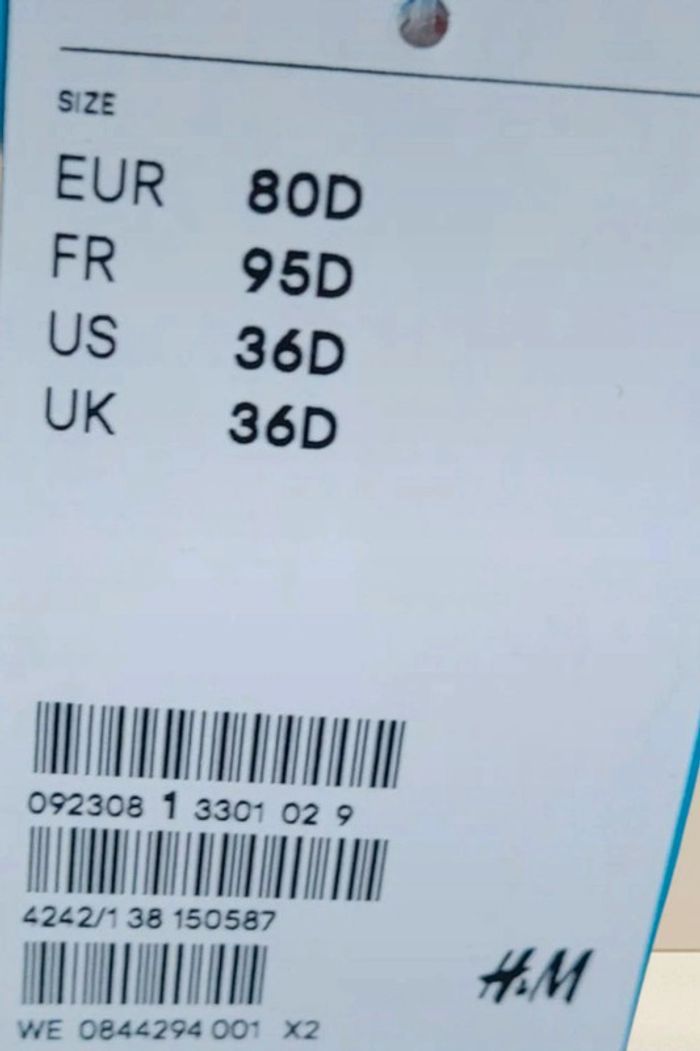 SIZE
EUR 80D
FR 95D
US 36D
UK 36D
092308 1 3301 02 9
4242/1 38 150587
H&M
WE 0844294 001 X2